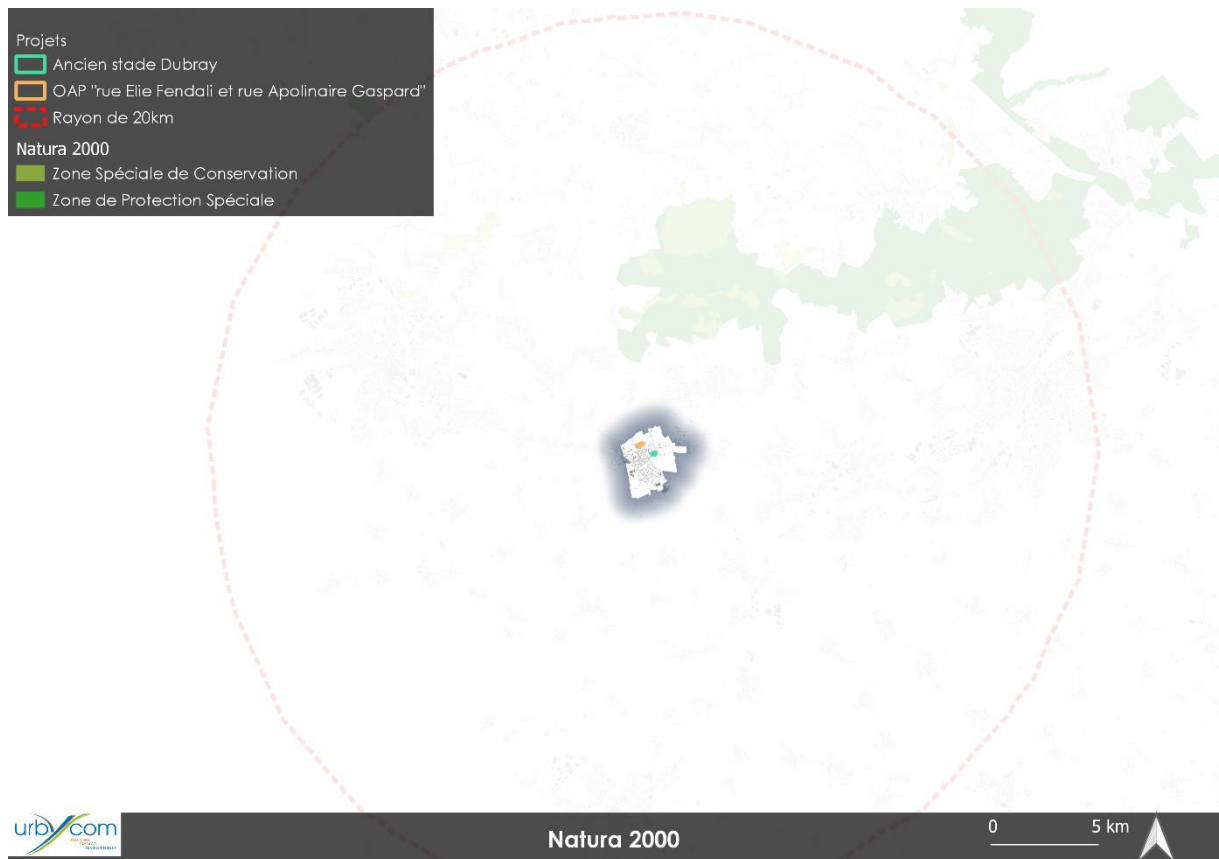 Projets
Ancien stade Dubray
OAP "rue Elie Fendali et rue Apolinaire Gaspard"
Rayon de 20km
Natura 2000
Zone Spéciale de Conservation
Zone de Protection Spéciale
urbycom
Natura 2000
0 5 km